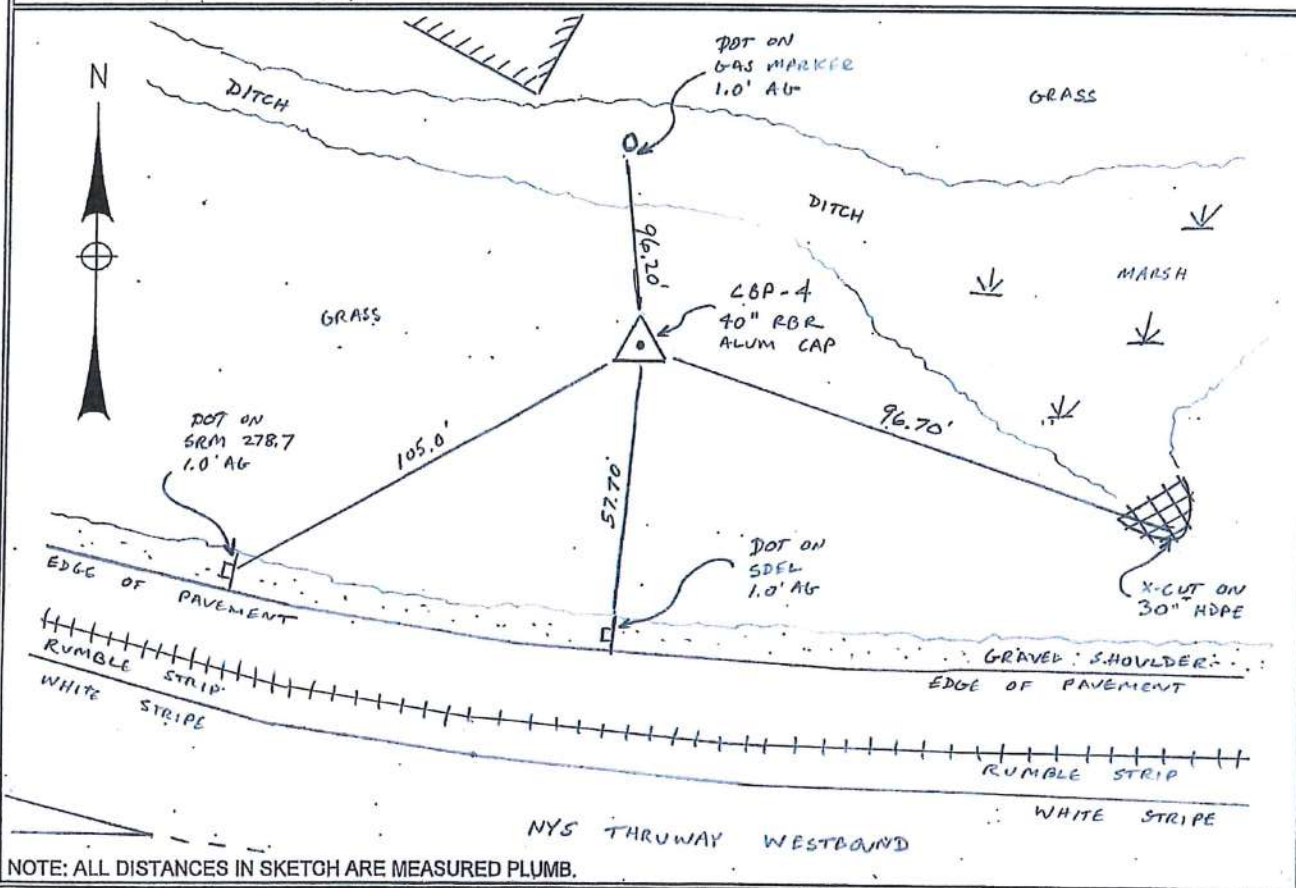 N
DITCH
DOT ON
GAS MARKER
1.0' AG
GRASS
DITCH
96.20'
MARSH
CBP-4
40" RBR
ALUM CAP
GRASS
DOT ON
SRM 278.7
1.0' AG
105.0'
57.70'
96.70'
DOT ON
SDEL
1.0' AG
X-CUT ON
30" HDPE
EDGE OF PAVEMENT
GRAVEL SHOULDER
EDGE OF PAVEMENT
RUMBLE STRIP
WHITE STRIPE
RUMBLE STRIP
WHITE STRIPE
NYS THRUWAY WESTBOUND
NOTE: ALL DISTANCES IN SKETCH ARE MEASURED PLUMB.